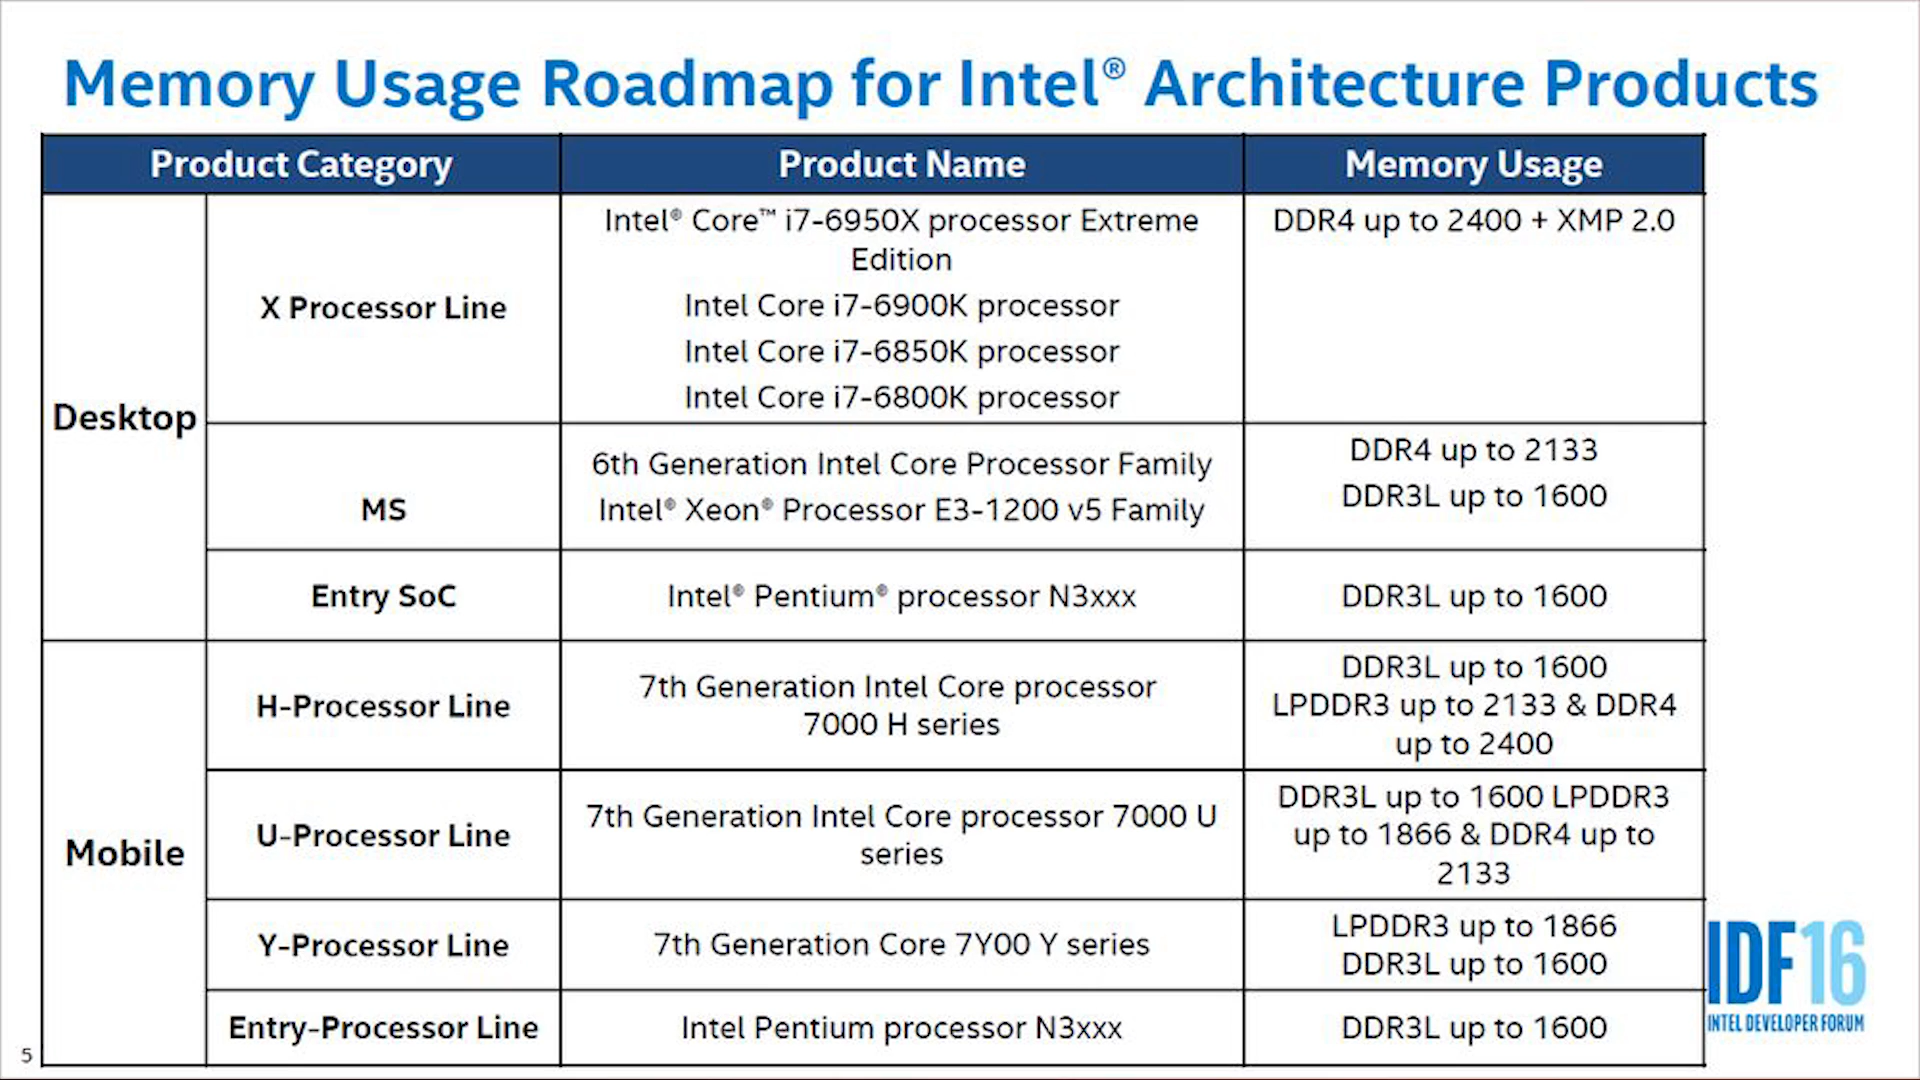 Memory Usage Roadmap for Intel® Architecture Products
Product Category
Product Name
Memory Usage
Desktop
X Processor Line
Intel® Core™ i7-6950X processor Extreme
Edition
Intel Core i7-6900K processor
Intel Core i7-6850K processor
Intel Core i7-6800K processor
DDR4 up to 2400 + XMP 2.0
MS
6th Generation Intel Core Processor Family
Intel® Xeon® Processor E3-1200 v5 Family
DDR4 up to 2133
DDR3L up to 1600
Entry SoC
Intel® Pentium® processor N3xxx
DDR3L up to 1600
Mobile
H-Processor Line
7th Generation Intel Core processor
7000 H series
DDR3L up to 1600
LPDDR3 up to 2133 & DDR4
up to 2400
U-Processor Line
7th Generation Intel Core processor 7000 U
series
DDR3L up to 1600 LPDDR3
up to 1866 & DDR4 up to
2133
Y-Processor Line
7th Generation Core 7Y00 Y series
LPDDR3 up to 1866
DDR3L up to 1600
Entry-Processor Line
Intel Pentium processor N3xxx
DDR3L up to 1600
IDF16
INTEL DEVELOPER FORUM
5